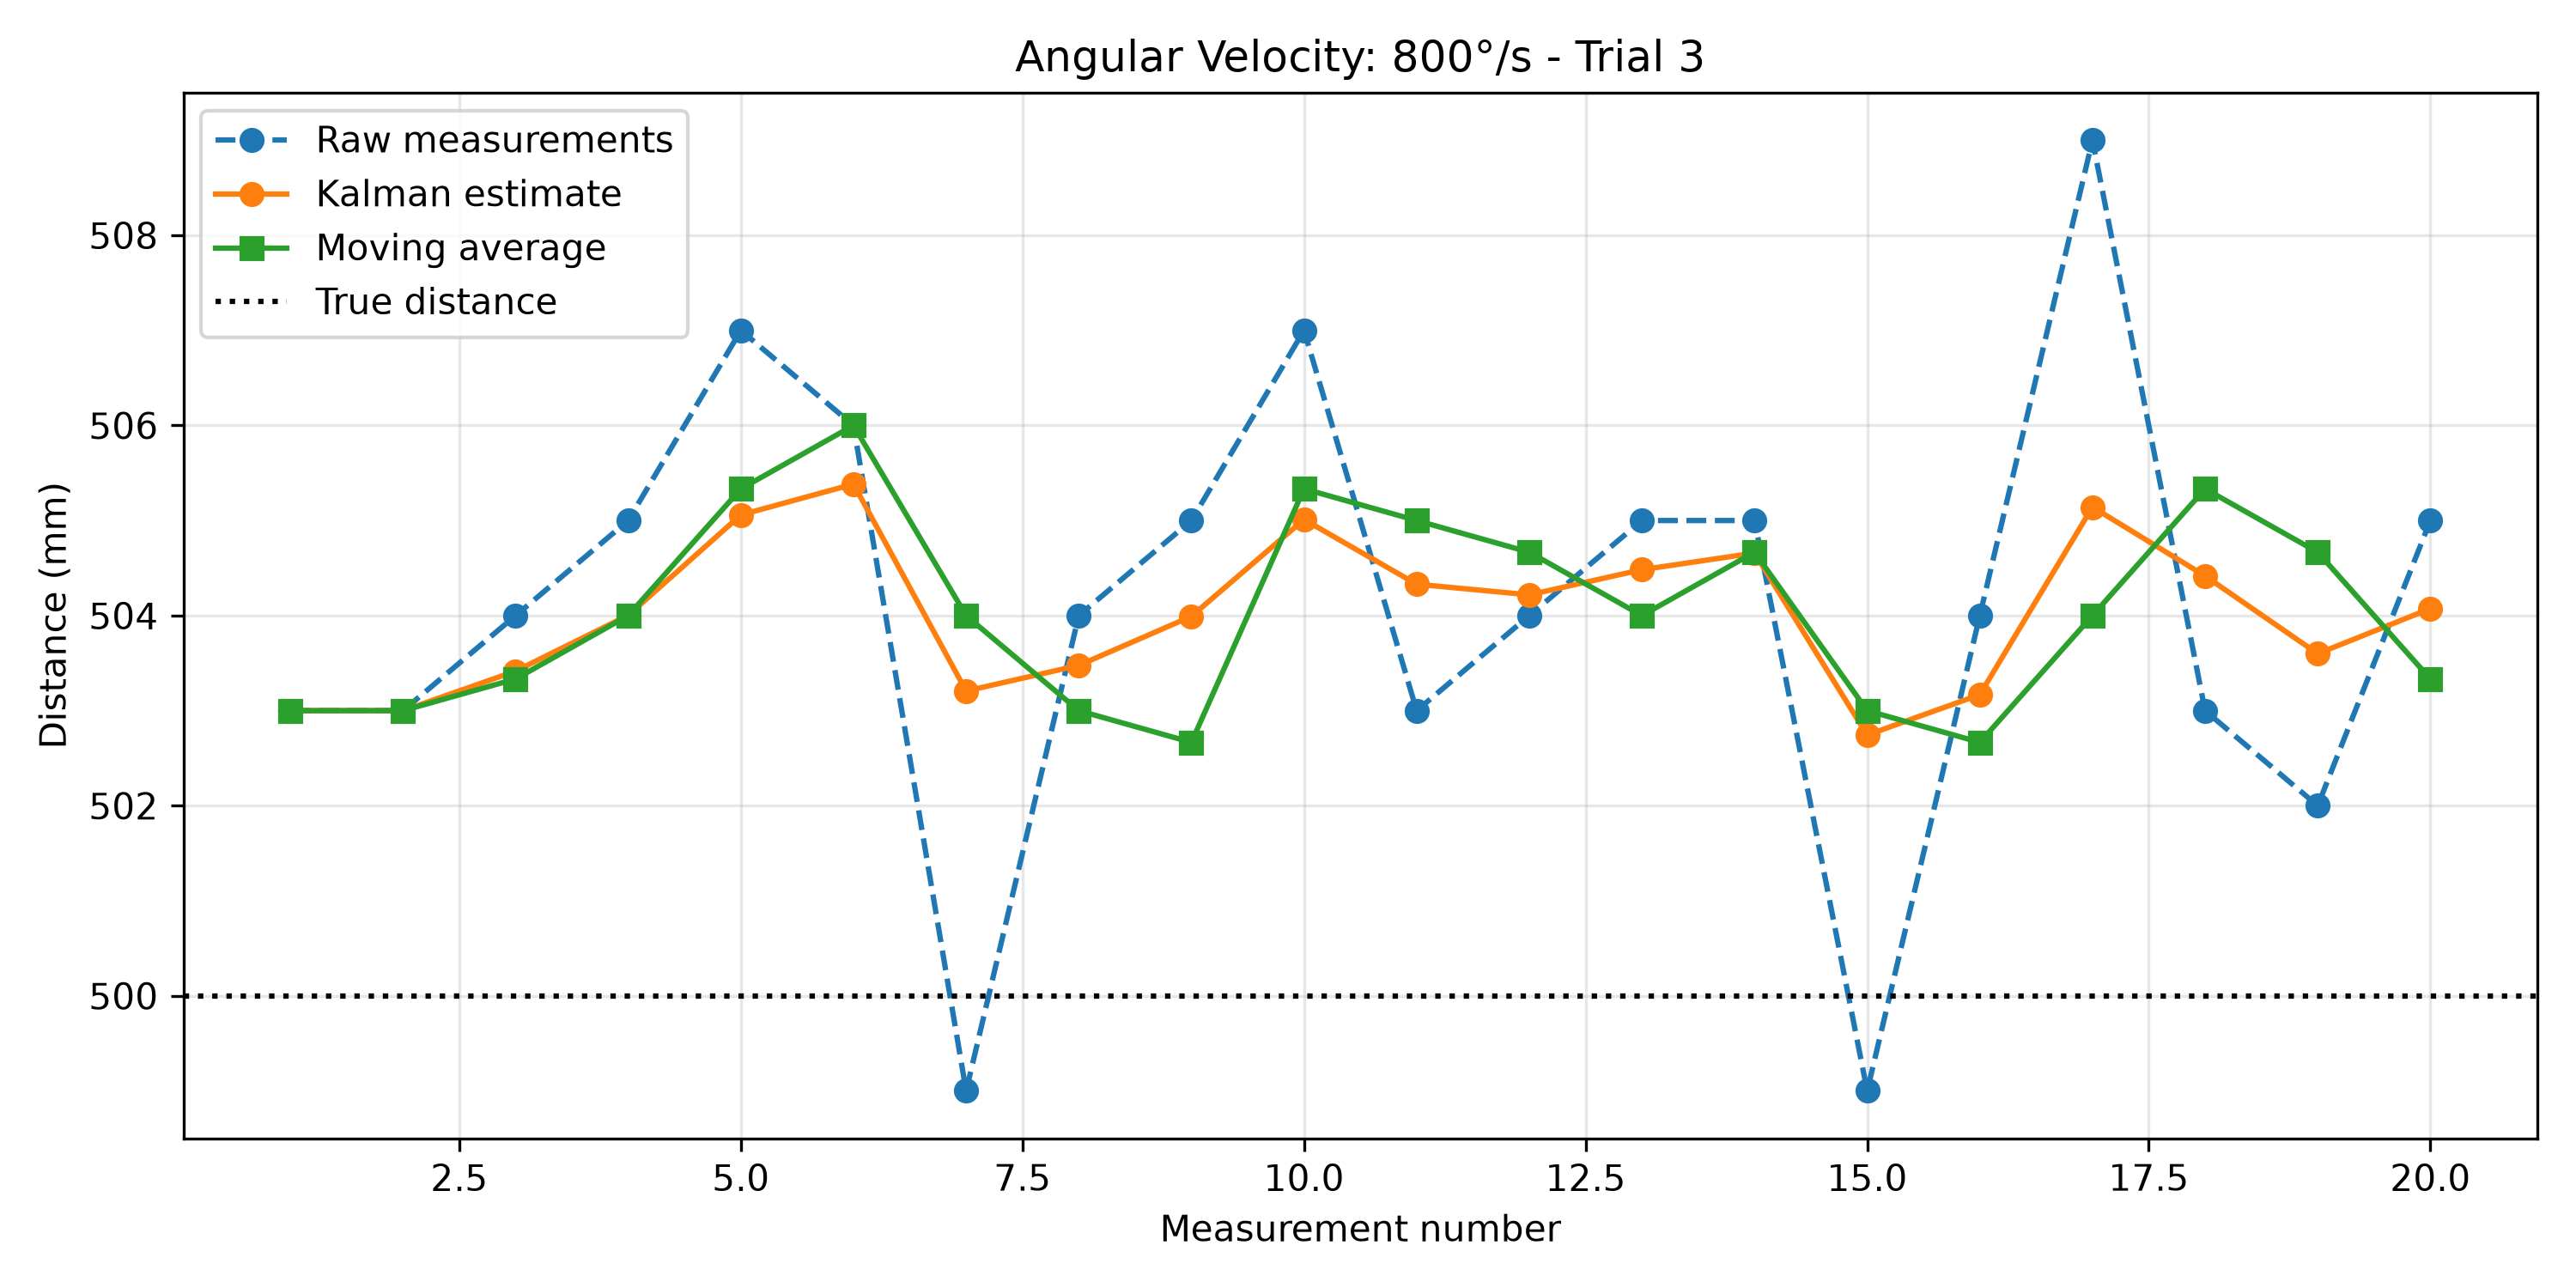 Angular Velocity: 800°/s - Trial 3
Raw measurements
Kalman estimate
Moving average
True distance
508
506
504
502
500
Distance (mm)
2.5 5.0 7.5 10.0 12.5 15.0 17.5 20.0
Measurement number